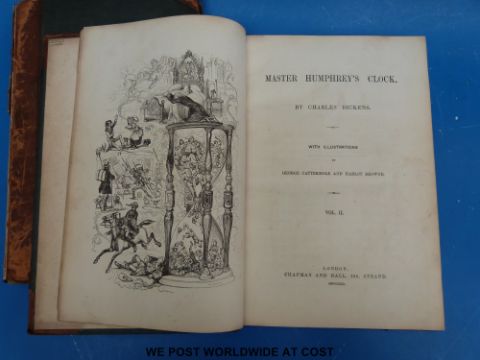 MASTER HUMPHREY'S CLOCK.
BY CHARLES DICKENS.
WITH ILLUSTRATIONS
BY
GEORGE CATTERMOLE AND HABLOT BROWNE.
VOL. II.
LONDON:
CHAPMAN AND HALL, 186, STRAND.
WE POST WORLDWIDE AT COST